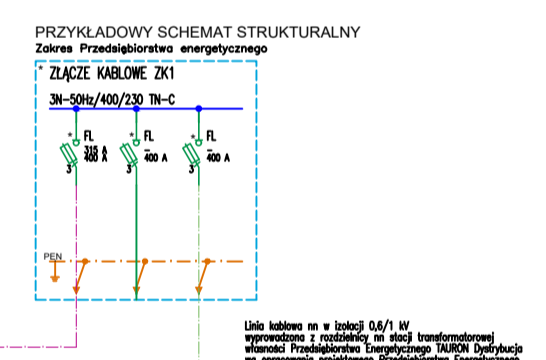 PRZYKŁADOWY SCHEMAT STRUKTURALNY
Zakres Przedsiębiorstwa energetycznego
* ZŁĄCZE KABLOWE ZK1
3N-50Hz/400/230 TN-C
* FL * FL * FL
315 A
400 A 400 A 400 A
3 3 3
PEN
Linia kablowa nn w izolacji 0,6/1 kV
wyprowadzona z rozdzielnicy nn stacji transformatorowej
własności Przedsiębiorstwa Energetycznego TAURON Dystrybucja